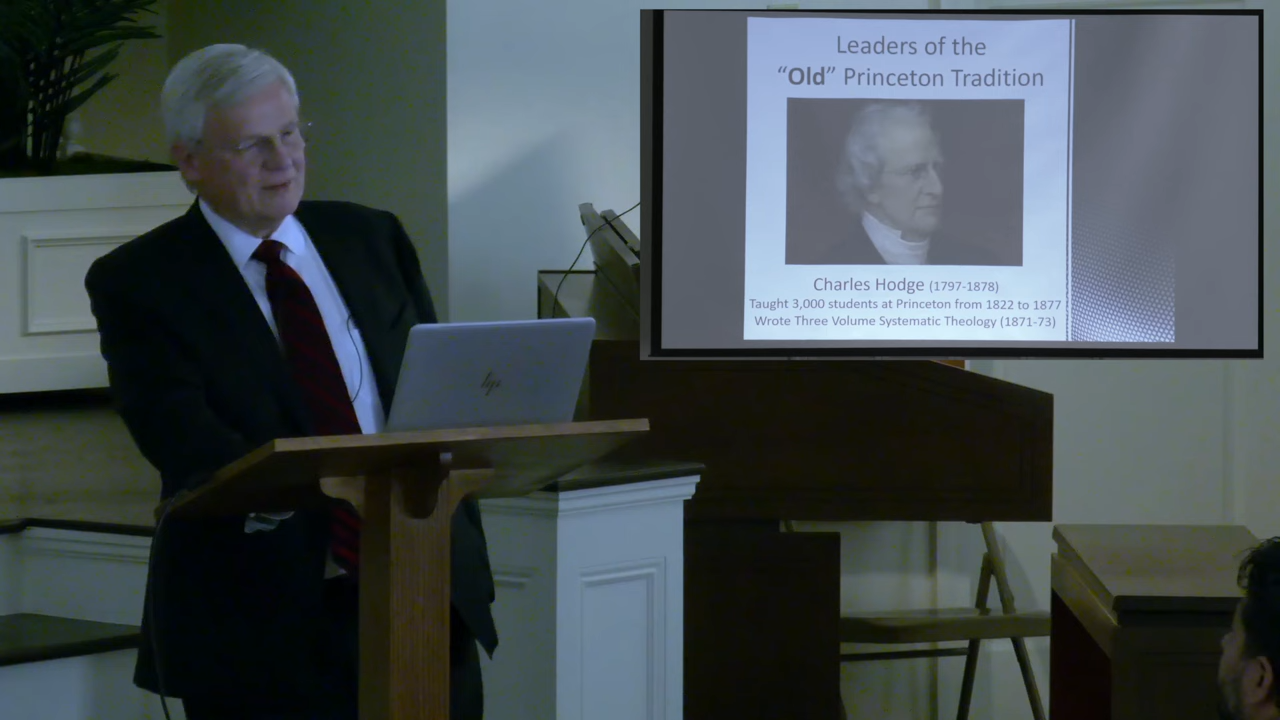 Leaders of the
“Old” Princeton Tradition
Charles Hodge (1797-1878)
Taught 3,000 students at Princeton from 1822 to 1877
Wrote Three Volume Systematic Theology (1871-73)
hp